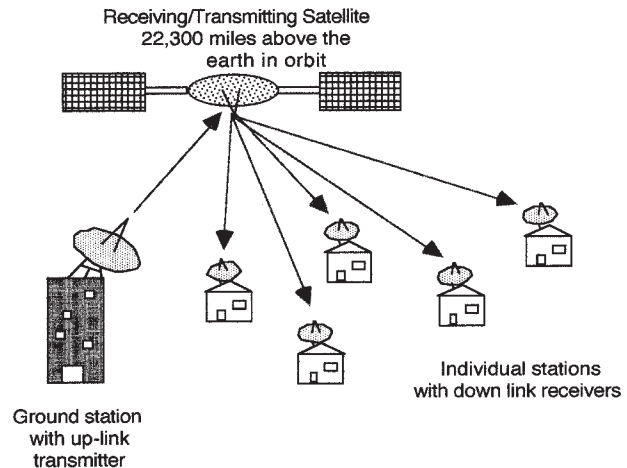 Receiving/Transmitting Satellite
22,300 miles above the
earth in orbit
Individual stations
with down link receivers
Ground station
with up-link
transmitter